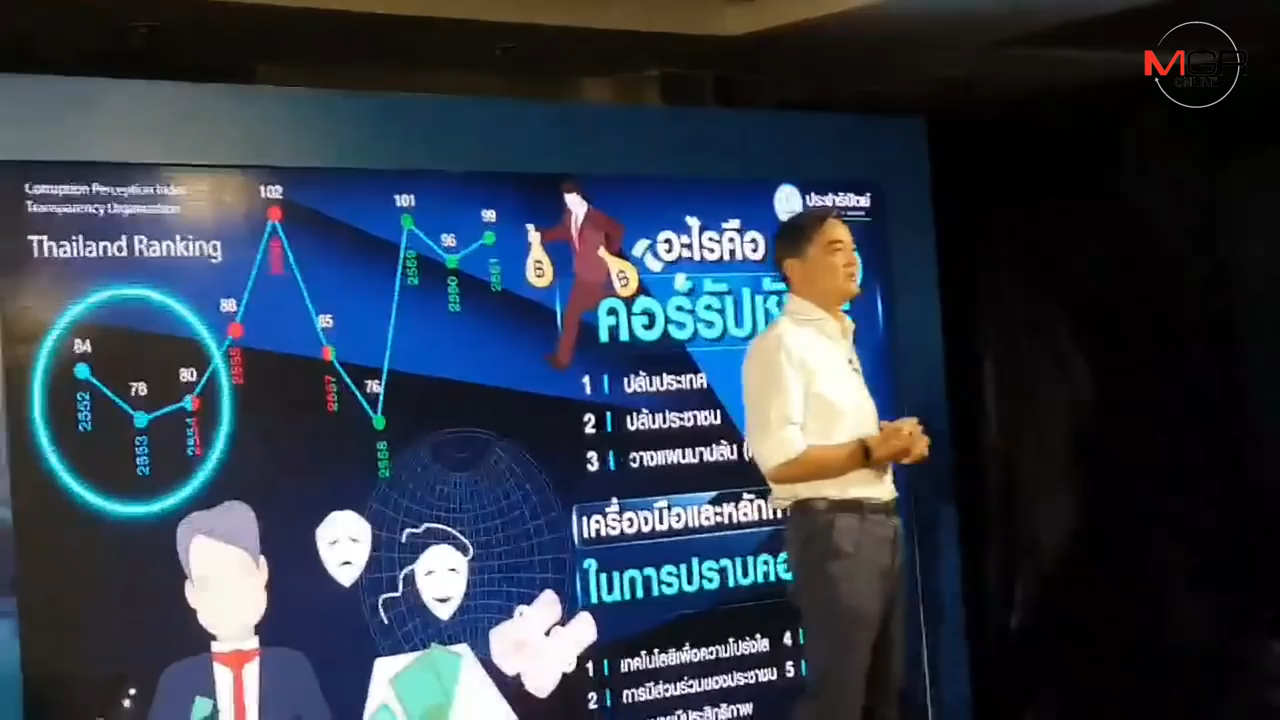 MGR
ONLINE
Corruption Perception Index
Transparency Organization
Thailand Ranking
102
101
96
99
88
85
84
78
80
76
2552
2553
2554
2555
2557
2558
2559
2560
2561
ประชาธิปัตย์
อะไรคือ
1 | ปล้นประเทศ
2 | ปล้นประชาชน
3 | วางแผนมาปล้น
เครื่องมือและ
ในการปราบ
1 | เทคโนโลยีเพื่อความโปร่งใส 4 |
2 | การมีส่วนร่วมของประชาชน 5 |